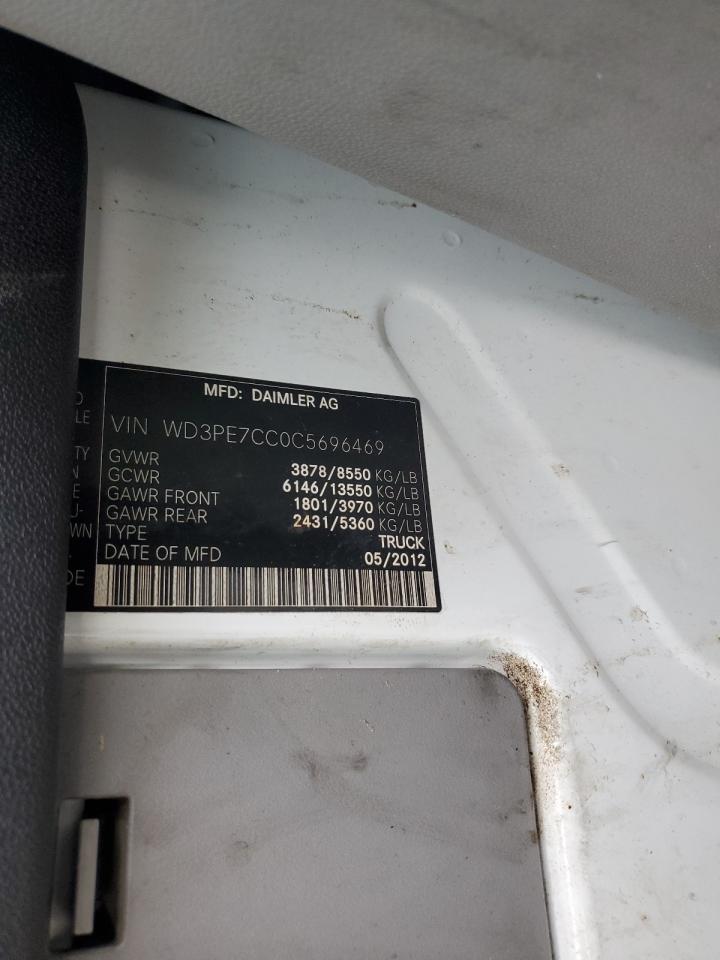 MFD: DAIMLER AG
VIN WD3PE7CC0C5696469
GVWR 3878/8550 KG/LB
GCWR 6146/13550 KG/LB
GAWR FRONT 1801/3970 KG/LB
GAWR REAR 2431/5360 KG/LB
TYPE TRUCK
DATE OF MFD 05/2012